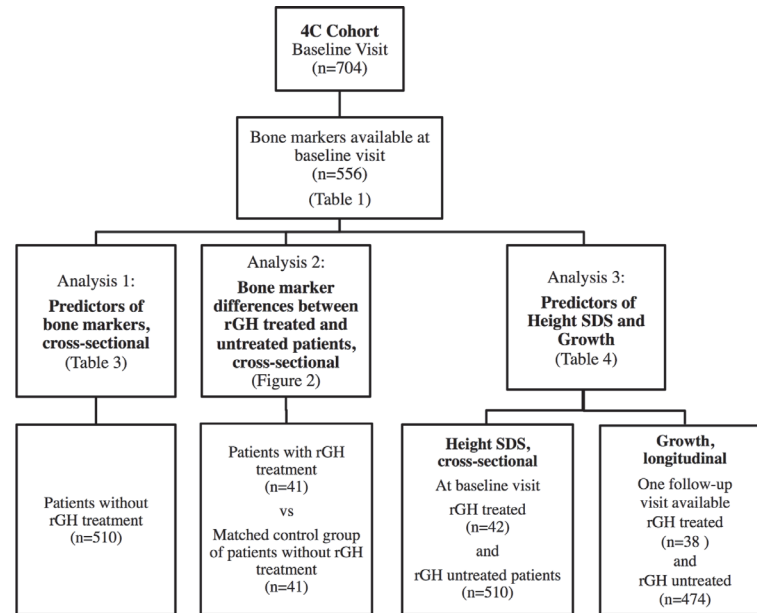 4C Cohort
Baseline Visit
(n=704)
Bone markers available at
baseline visit
(n=556)
(Table 1)
Analysis 1:
Predictors of
bone markers,
cross-sectional
(Table 3)
Analysis 2:
Bone marker
differences between
rGH treated and
untreated patients,
cross-sectional
(Figure 2)
Analysis 3:
Predictors of
Height SDS and
Growth
(Table 4)
Patients without
rGH treatment
(n=510)
Patients with rGH
treatment
(n=41)
vs
Matched control group
of patients without rGH
treatment
(n=41)
Height SDS,
cross-sectional
At baseline visit
rGH treated
(n=42)
and
rGH untreated patients
(n=510)
Growth,
longitudinal
One follow-up
visit available
rGH treated
(n=38 )
and
rGH untreated
(n=474)